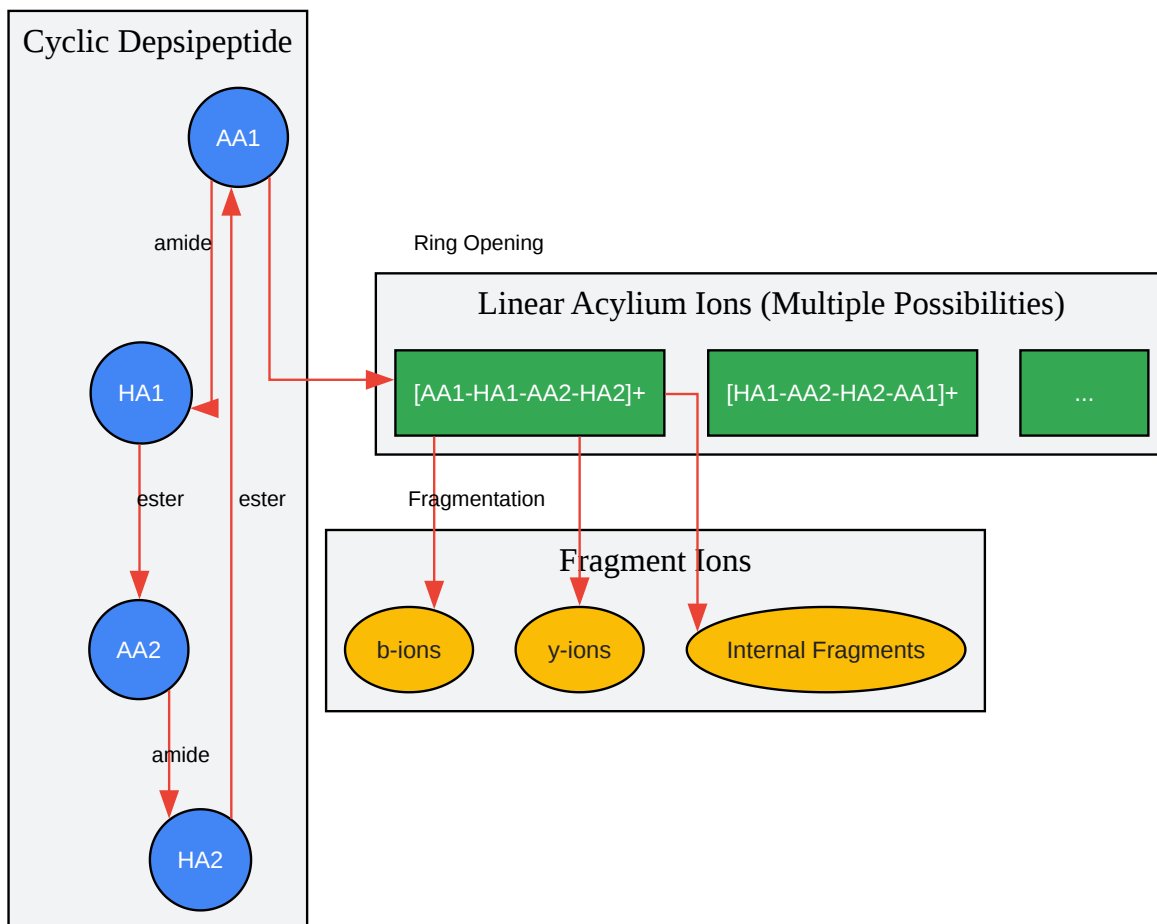 Cyclic Depsipeptide
AA1
amide
HA1
ester
ester
AA2
amide
HA2
Ring Opening
Linear Acylium Ions (Multiple Possibilities)
[AA1-HA1-AA2-HA2]+
[HA1-AA2-HA2-AA1]+
...
Fragmentation
Fragment Ions
b-ions
y-ions
Internal Fragments